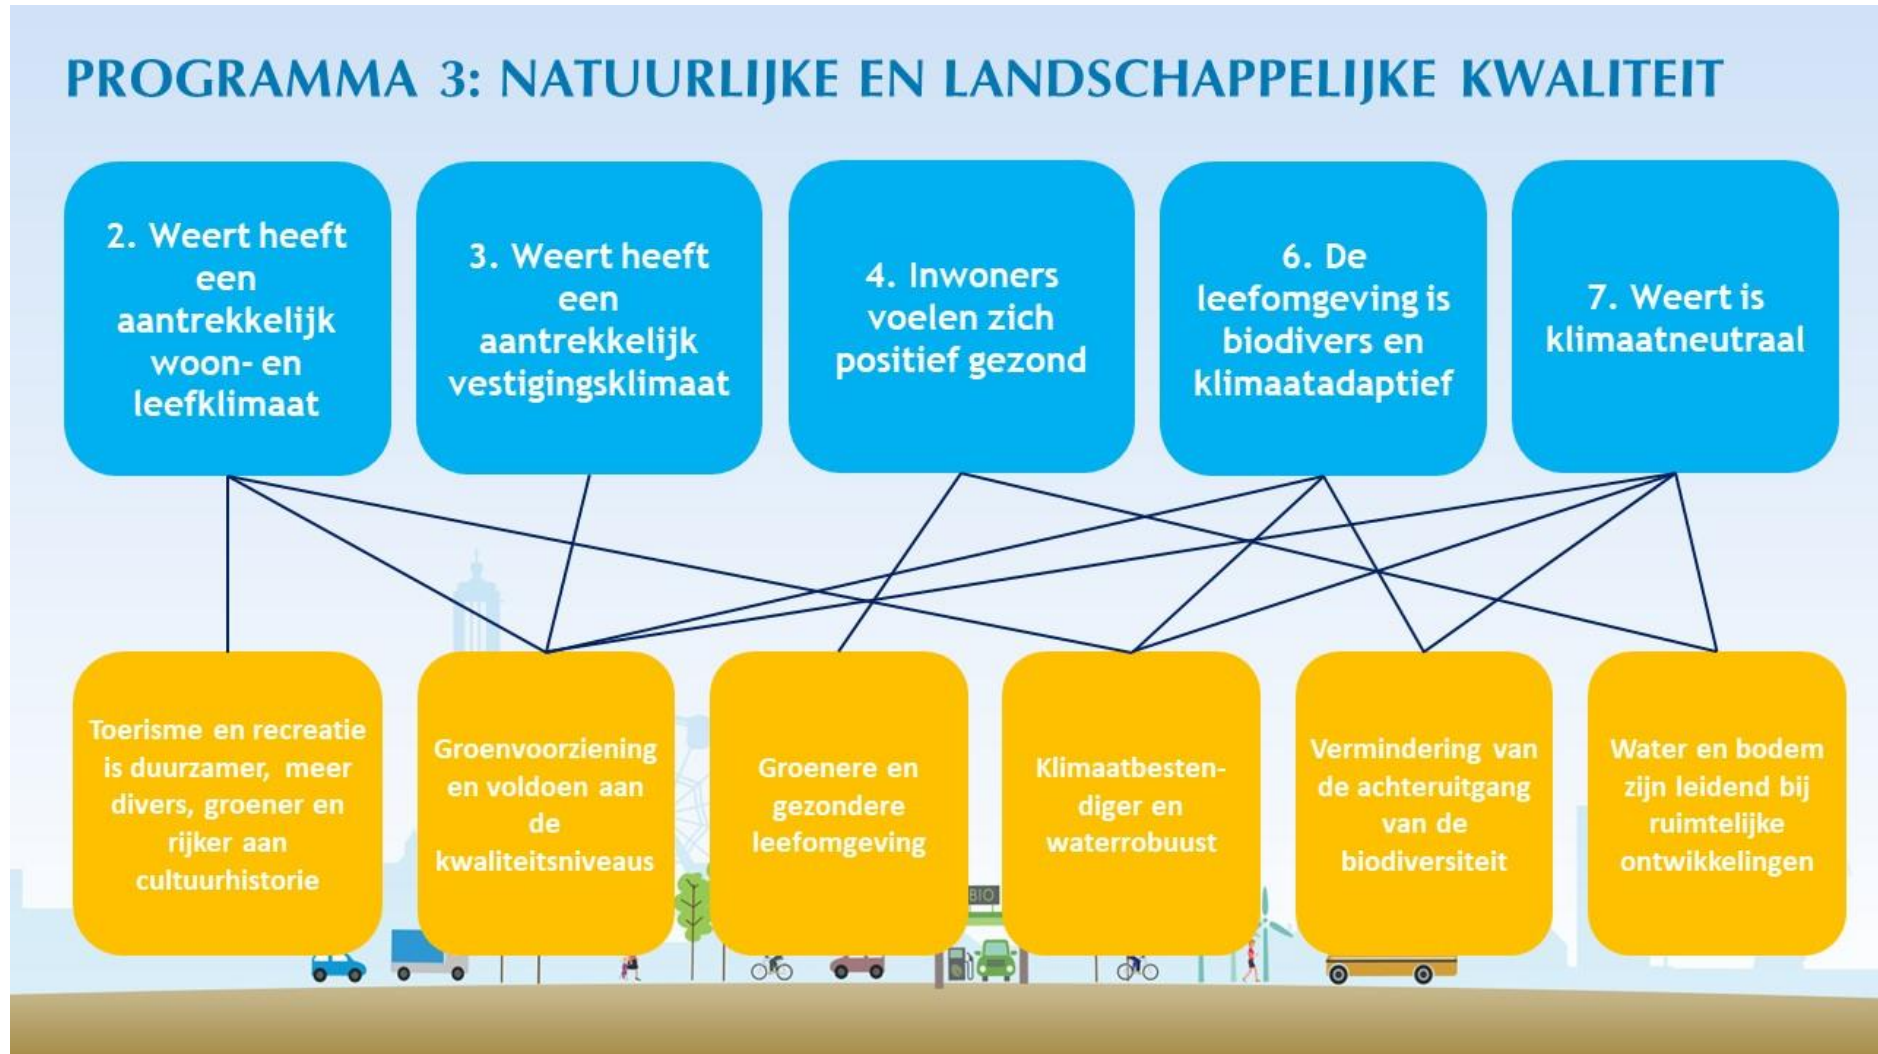 PROGRAMMA 3: NATUURLIJKE EN LANDSCHAPPELIJKE KWALITEIT
2. Weert heeft
een
aantrekkelijk
woon- en
leefklimaat
3. Weert heeft
een
aantrekkelijk
vestigingsklimaat
4. Inwoners
voelen zich
positief gezond
6. De
leefomgeving is
biodivers en
klimaatadaptief
7. Weert is
klimaatneutraal
Toerisme en recreatie
is duurzamer, meer
divers, groener en
rijker aan
cultuurhistorie
Groenvoorziening
en voldoen aan
de
kwaliteitsniveaus
Groenere en
gezondere
leefomgeving
Klimaatbesten-
diger en
waterrobuust
Vermindering van
de achteruitgang
van de
biodiversiteit
Water en bodem
zijn leidend bij
ruimtelijke
ontwikkelingen
BIO